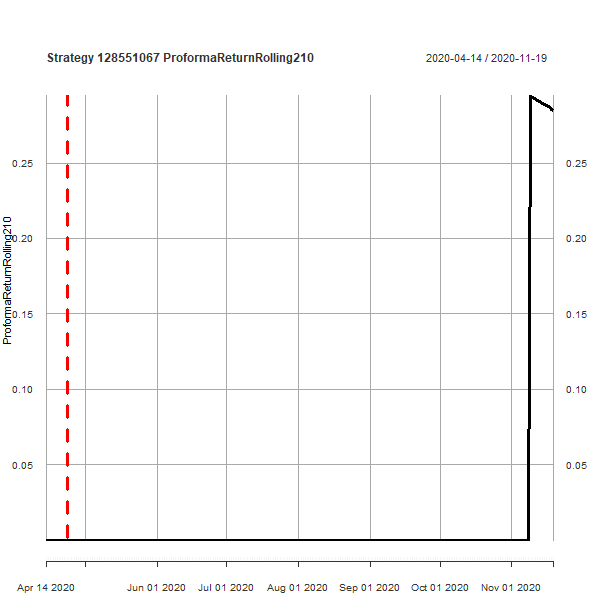 Strategy 128551067 ProformaReturnRolling210
2020-04-14 / 2020-11-19
ProformaReturnRolling210
0.25
0.20
0.15
0.10
0.05
0.25
0.20
0.15
0.10
0.05
Apr 14 2020
Jun 01 2020
Jul 01 2020
Aug 01 2020
Sep 01 2020
Oct 01 2020
Nov 01 2020